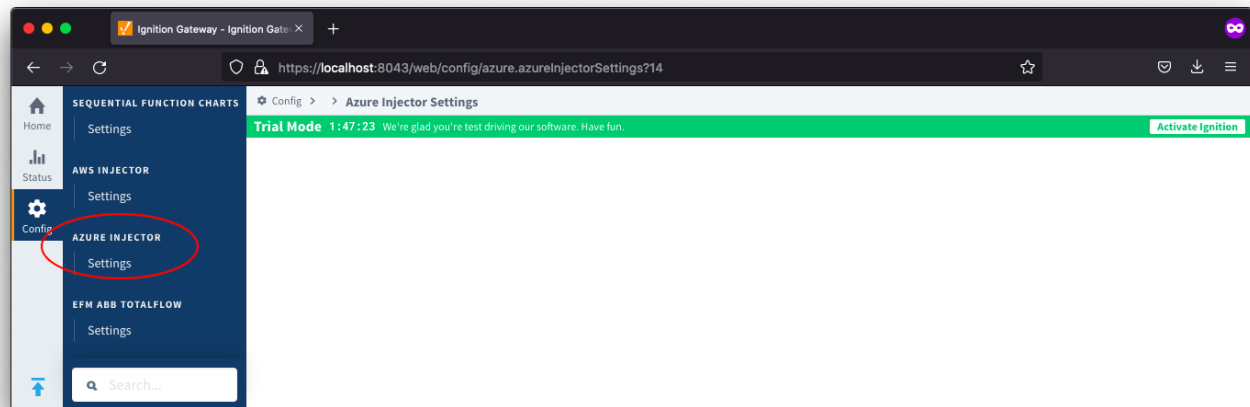 Ignition Gateway - Ignition Gate
https://localhost:8043/web/config/azure.azureInjectorSettings?14
Home
Status
Config
SEQUENTIAL FUNCTION CHARTS
Settings
AWS INJECTOR
Settings
AZURE INJECTOR
Settings
EFM ABB TOTALFLOW
Settings
Search...
Config > > Azure Injector Settings
Trial Mode 1:47:23 We're glad you're test driving our software. Have fun.
Activate Ignition